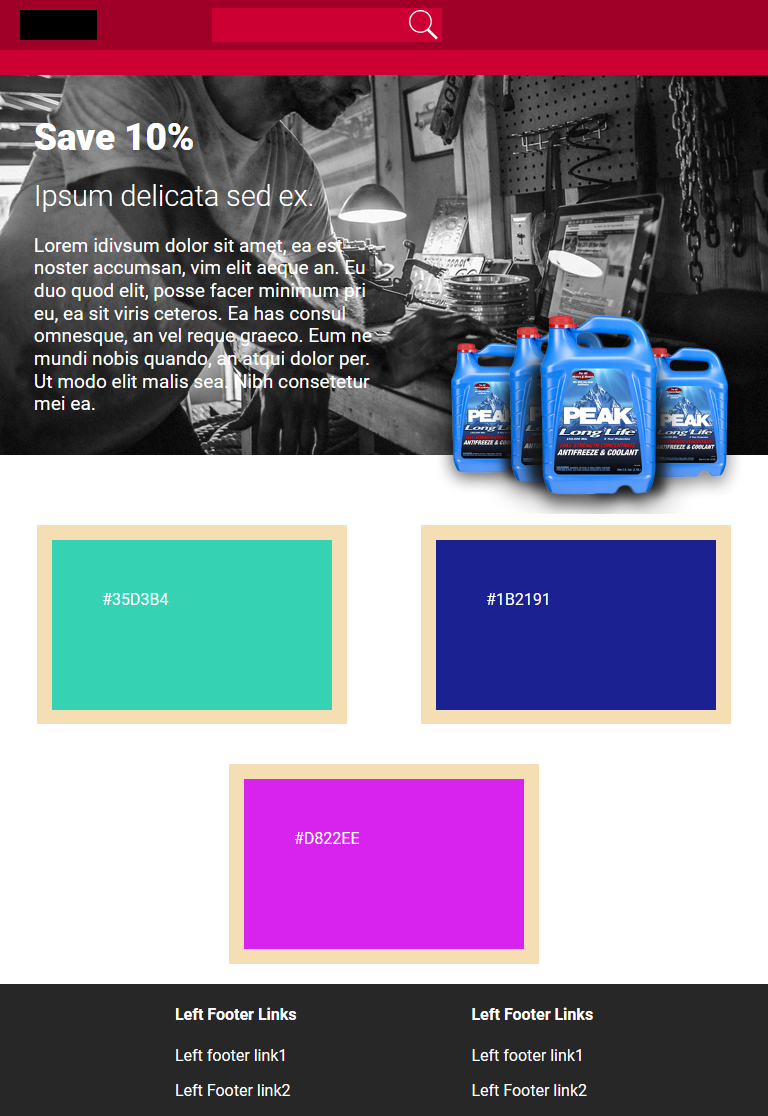 Save 10%
Ipsum delicata sed ex.
Lorem idivsum dolor sit amet, ea est
noster accumsan, vim elit aeque an. Eu
duo quod elit, posse facer minimum pri
eu, ea sit viris ceteros. Ea has consul
omnesque, an vel reque graeco. Eum ne
mundi nobis quando, an atqui dolor per.
Ut modo elit malis sea. Nibh consetetur
mei ea.
PEAK
Long Life
ANTIFREEZE & COOLANT
PEAK
Long Life
ANTIFREEZE & COOLANT
PEAK
Long Life
ANTIFREEZE & COOLANT
#35D3B4
#1B2191
#D822EE
Left Footer Links
Left footer link1
Left Footer link2
Left Footer Links
Left footer link1
Left Footer link2